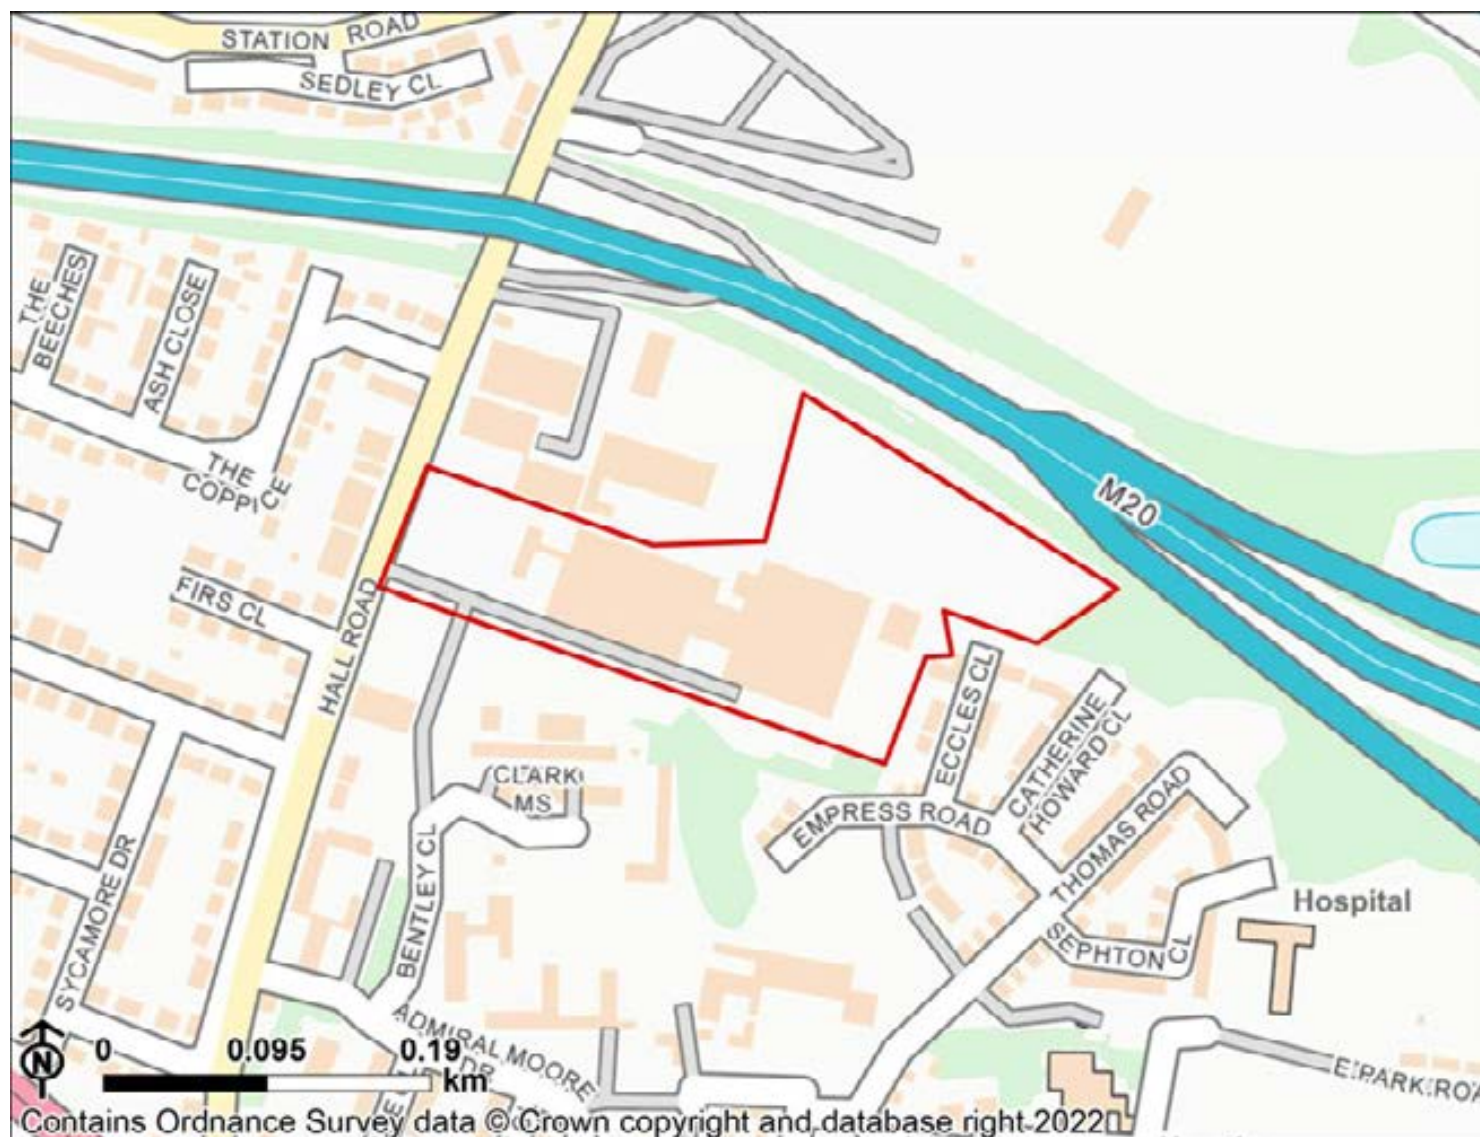 STATION ROAD
SEDLEY CL
THE
BEECHES
ASH CLOSE
THE
COPPICE
M20
FIRS CL
HALL ROAD
ECCLES CL
CATHERINE
HOWARD CL
CLARK
MS
EMPRESS ROAD
THOMAS ROAD
SYCAMORE DR
BENTLEY CL
Hospital
SEPHTON CL
ADMIRAL MOORE
DR
N
0 0.095 0.19
km
Contains Ordnance Survey data © Crown copyright and database right 2022